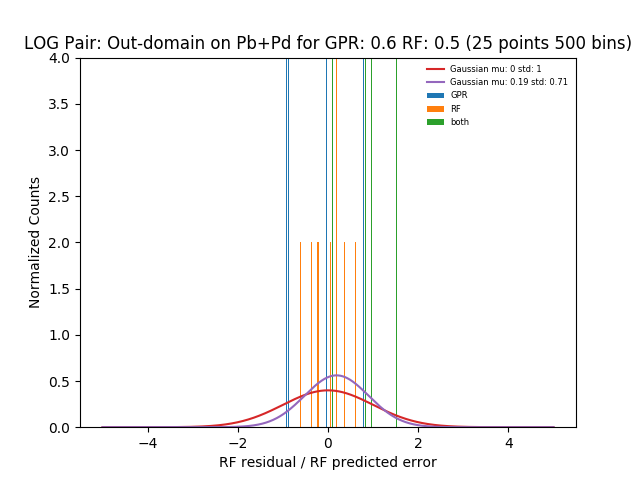 LOG Pair: Out-domain on Pb+Pd for GPR: 0.6 RF: 0.5 (25 points 500 bins)
Gaussian mu: 0 std: 1
Gaussian mu: 0.19 std: 0.71
GPR
RF
both
Normalized Counts
4.0
3.5
3.0
2.5
2.0
1.5
1.0
0.5
0.0
−4 −2 0 2 4
RF residual / RF predicted error